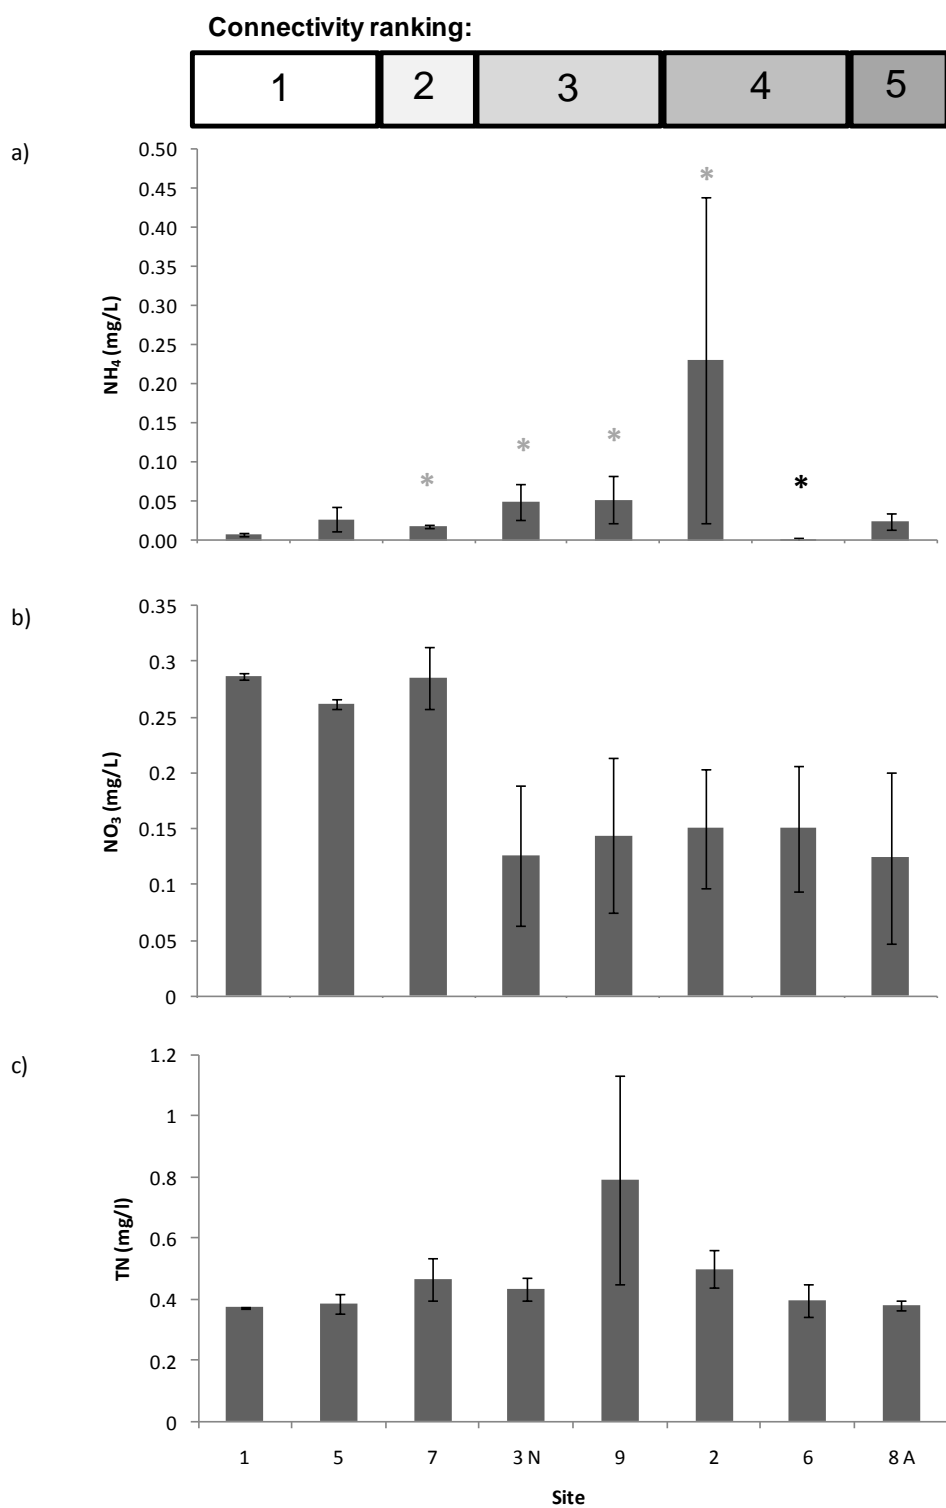 Connectivity ranking:
1 2 3 4 5
a)
NH₄ (mg/L)
0.50
0.45
0.40
0.35
0.30
0.25
0.20
0.15
0.10
0.05
0.00
* * * * *
b)
NO₃ (mg/L)
0.35
0.3
0.25
0.2
0.15
0.1
0.05
0
c)
TN (mg/l)
1.2
1
0.8
0.6
0.4
0.2
0
1 5 7 3 N 9 2 6 8 A
Site